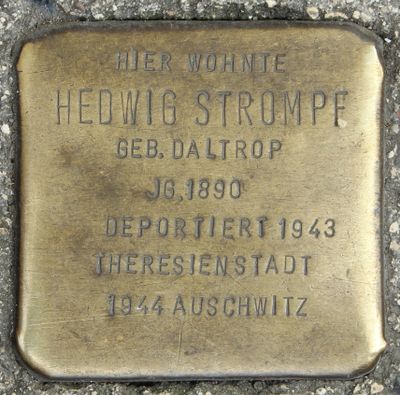 HIER WOHNTE
HEDWIG STROMPF
GEB. DALTROP
JG. 1890
DEPORTIERT 1943
THERESIENSTADT
1944 AUSCHWITZ